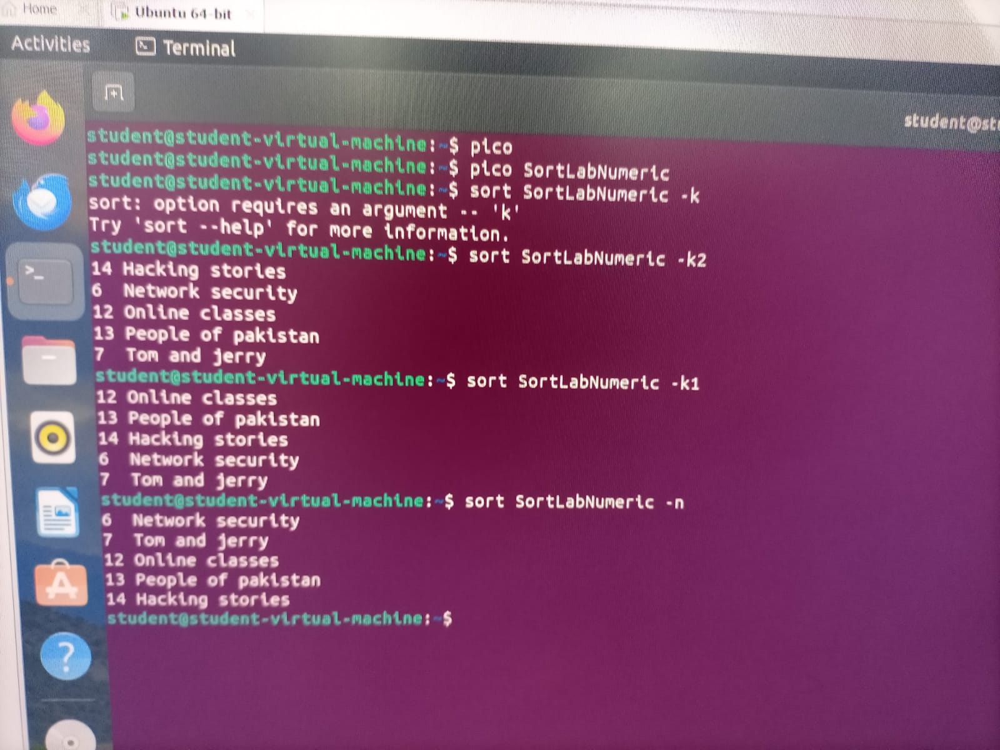 Home
Ubuntu 64-bit
Activities
Terminal
student@st
student@student-virtual-machine:~$ pico
student@student-virtual-machine:~$ pico SortLabNumeric
student@student-virtual-machine:~$ sort SortLabNumeric -k
sort: option requires an argument -- 'k'
Try 'sort --help' for more information.
student@student-virtual-machine:~$ sort SortLabNumeric -k2
14 Hacking stories
6  Network security
12 Online classes
13 People of pakistan
7  Tom and jerry
student@student-virtual-machine:~$ sort SortLabNumeric -k1
12 Online classes
13 People of pakistan
14 Hacking stories
6  Network security
7  Tom and jerry
student@student-virtual-machine:~$ sort SortLabNumeric -n
6  Network security
7  Tom and jerry
12 Online classes
13 People of pakistan
14 Hacking stories
student@student-virtual-machine:~$